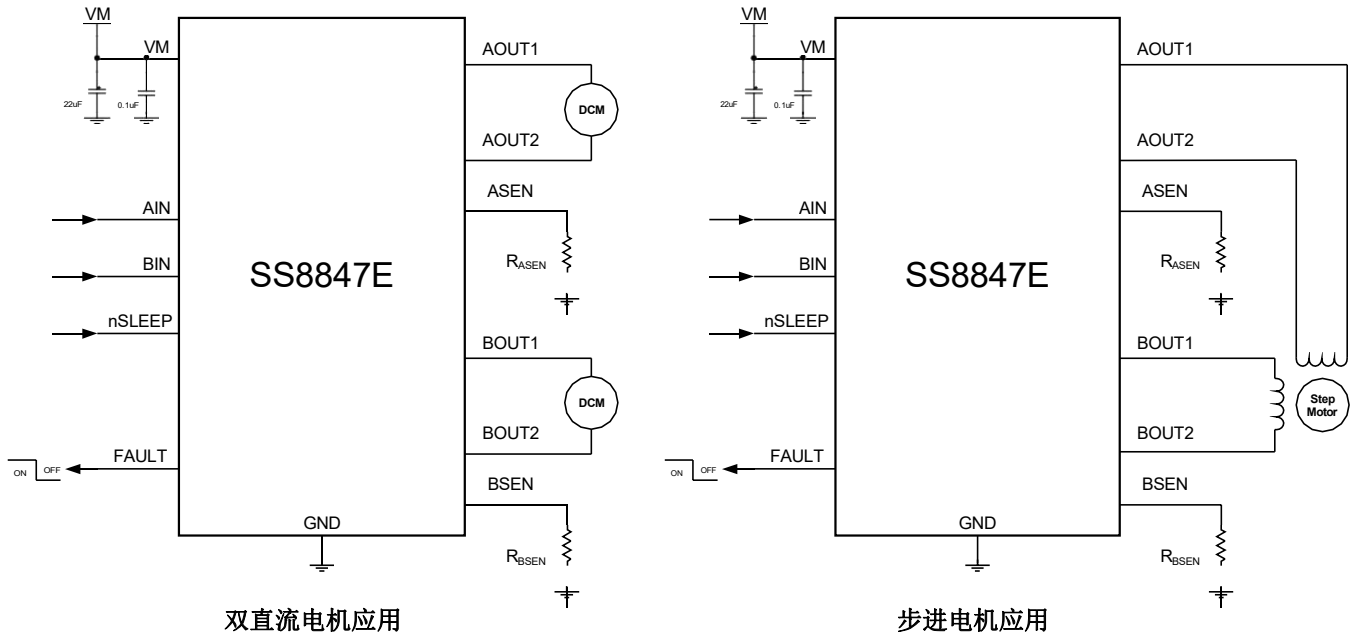 VM
VM
22uF
0.1uF
AOUT1
DCM
AOUT2
ASEN
AIN
RASEN
BIN
SS8847E
nSLEEP
BOUT1
DCM
BOUT2
FAULT
ON
OFF
BSEN
GND
RBSEN
双直流电机应用
VM
VM
22uF
0.1uF
AOUT1
AOUT2
ASEN
AIN
RASEN
BIN
SS8847E
nSLEEP
BOUT1
Step
Motor
BOUT2
FAULT
ON
OFF
BSEN
GND
RBSEN
步进电机应用